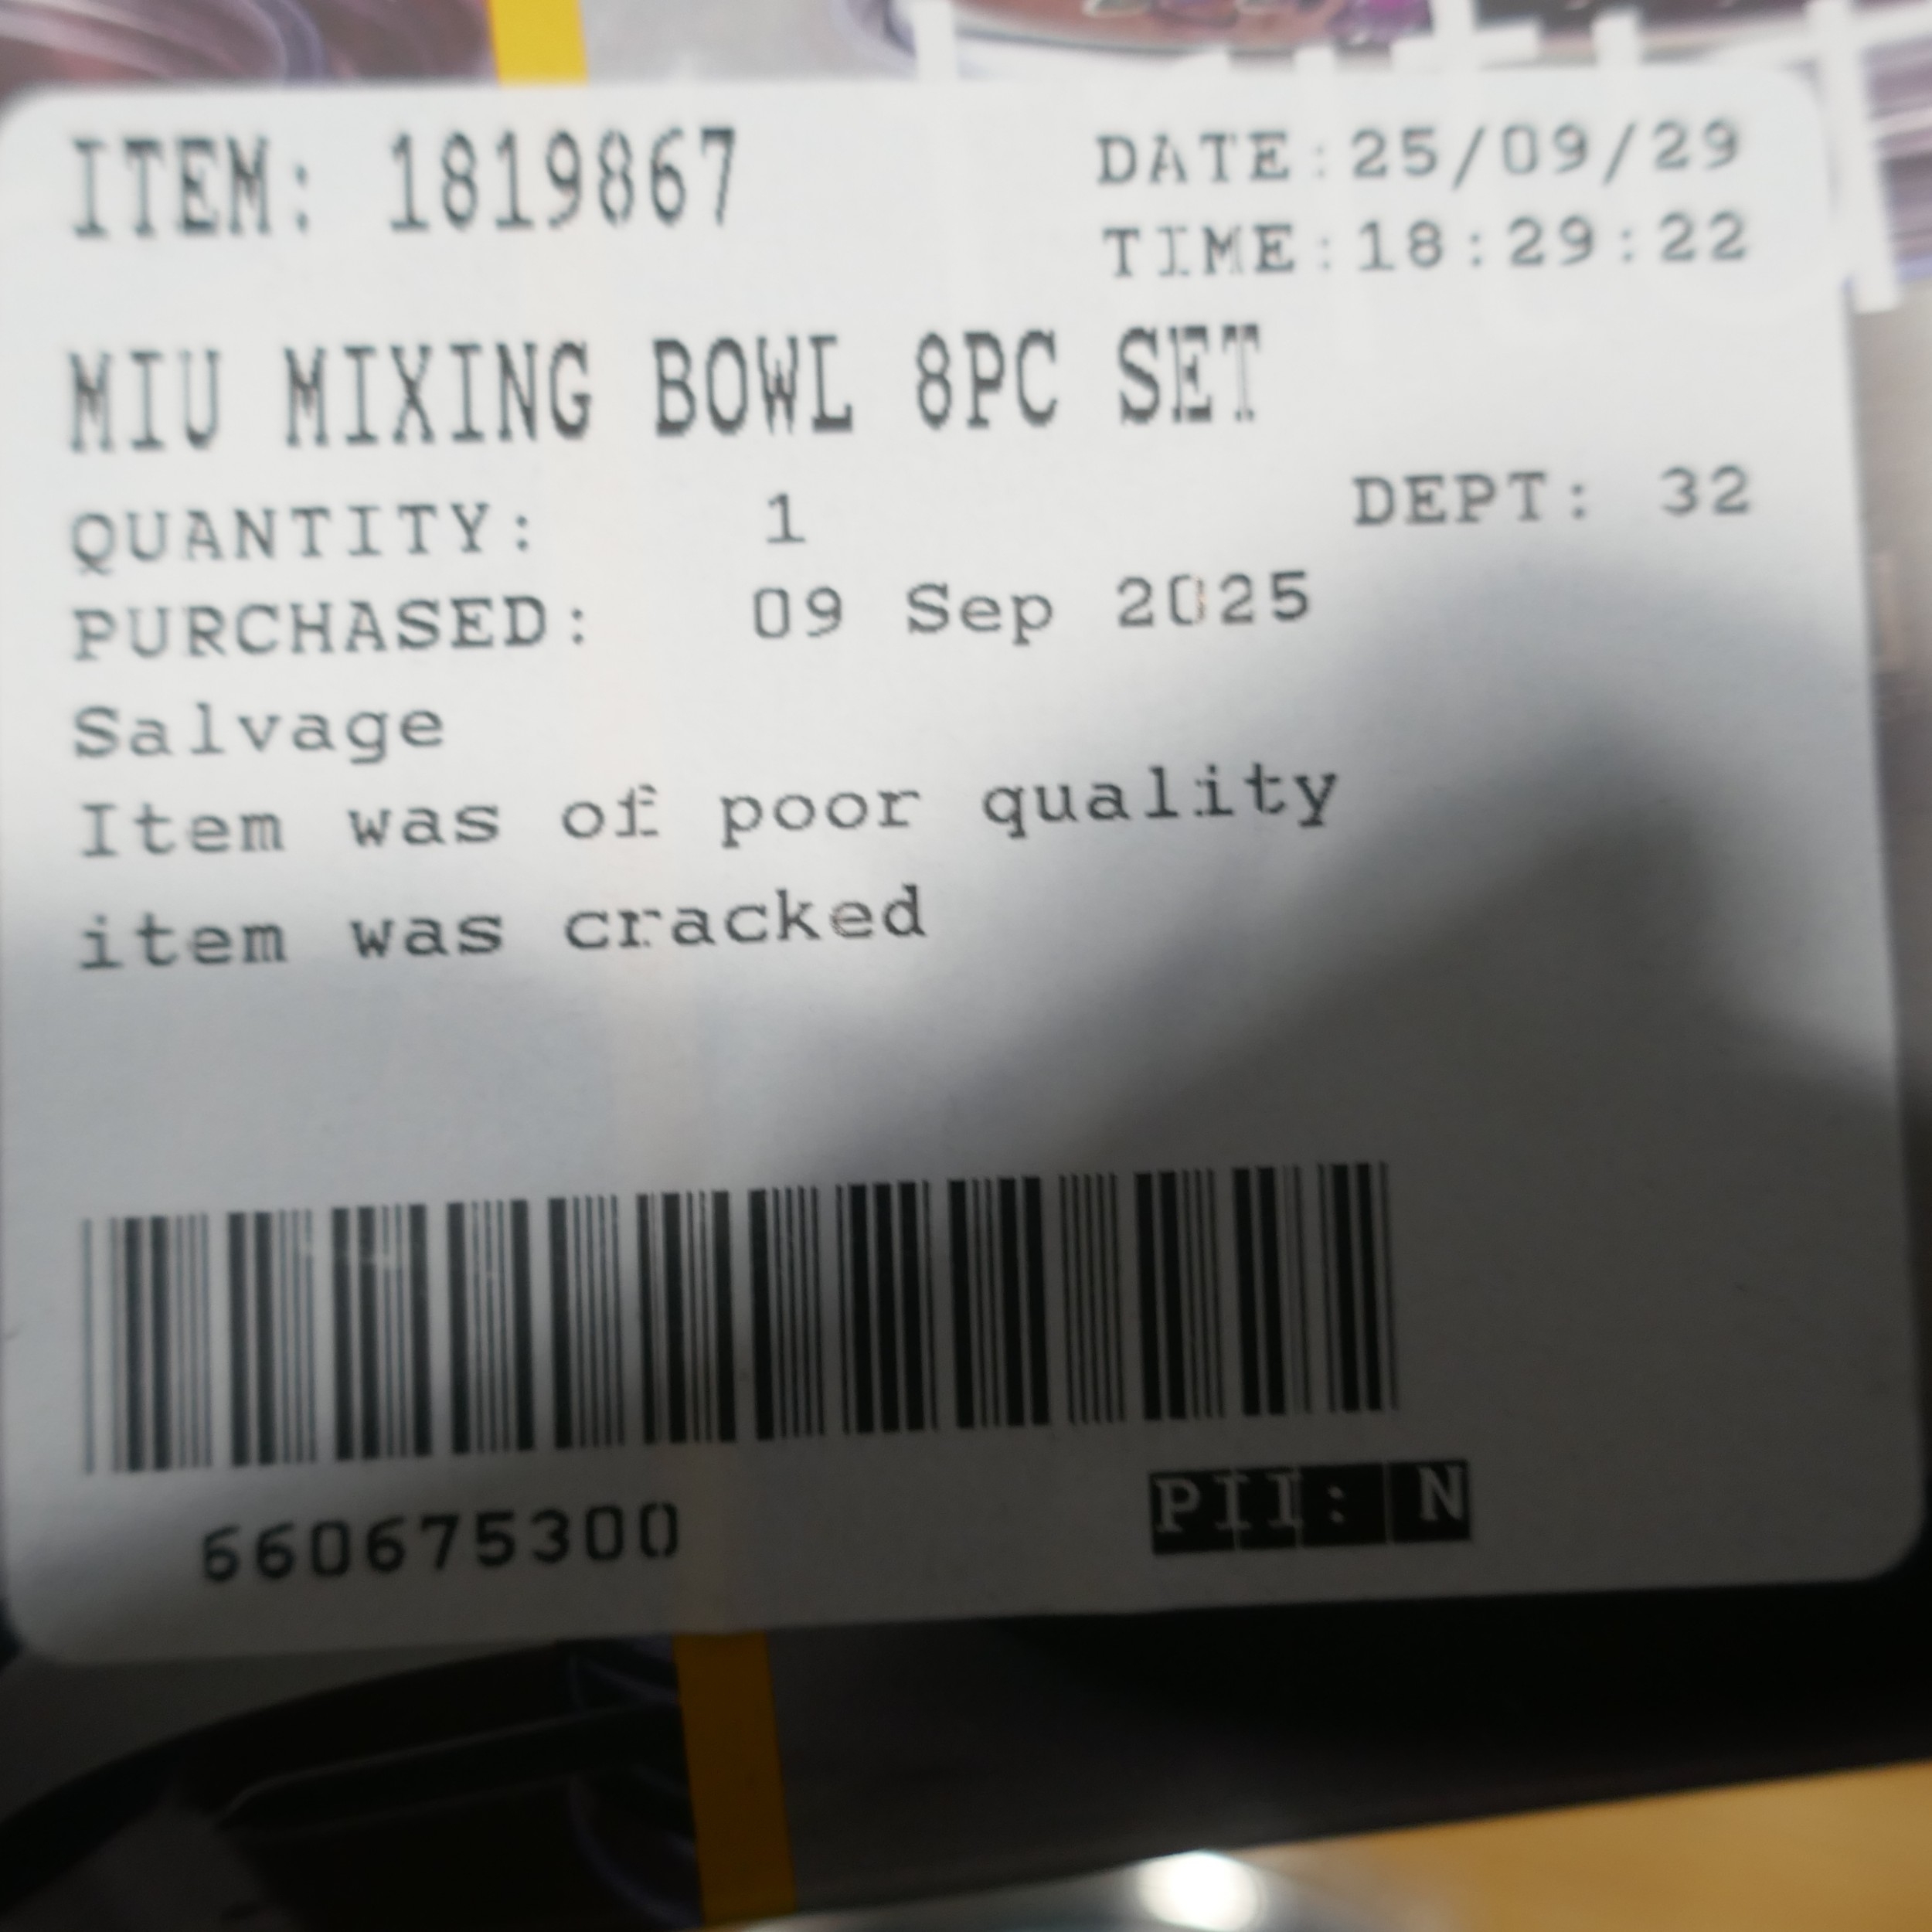 ITEM: 1819867
DATE:25/09/29
TIME:18:29:22
MIU MIXING BOWL 8PC SET
QUANTITY: 1
DEPT: 32
PURCHASED: 09 Sep 2025
Salvage
Item was of poor quality
item was cracked
660675300
PII: N